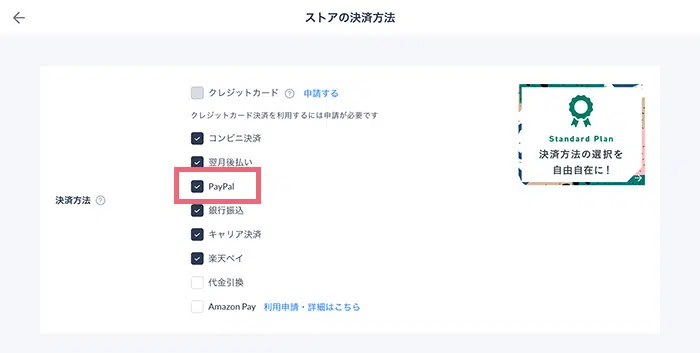 ストアの決済方法
クレジットカード 申請する
クレジットカード決済を利用するには申請が必要です
コンビニ決済
翌月後払い
PayPal
決済方法
銀行振込
キャリア決済
楽天ペイ
代金引換
Amazon Pay 利用申請・詳細はこちら
Standard Plan
決済方法の選択を
自由自在に!